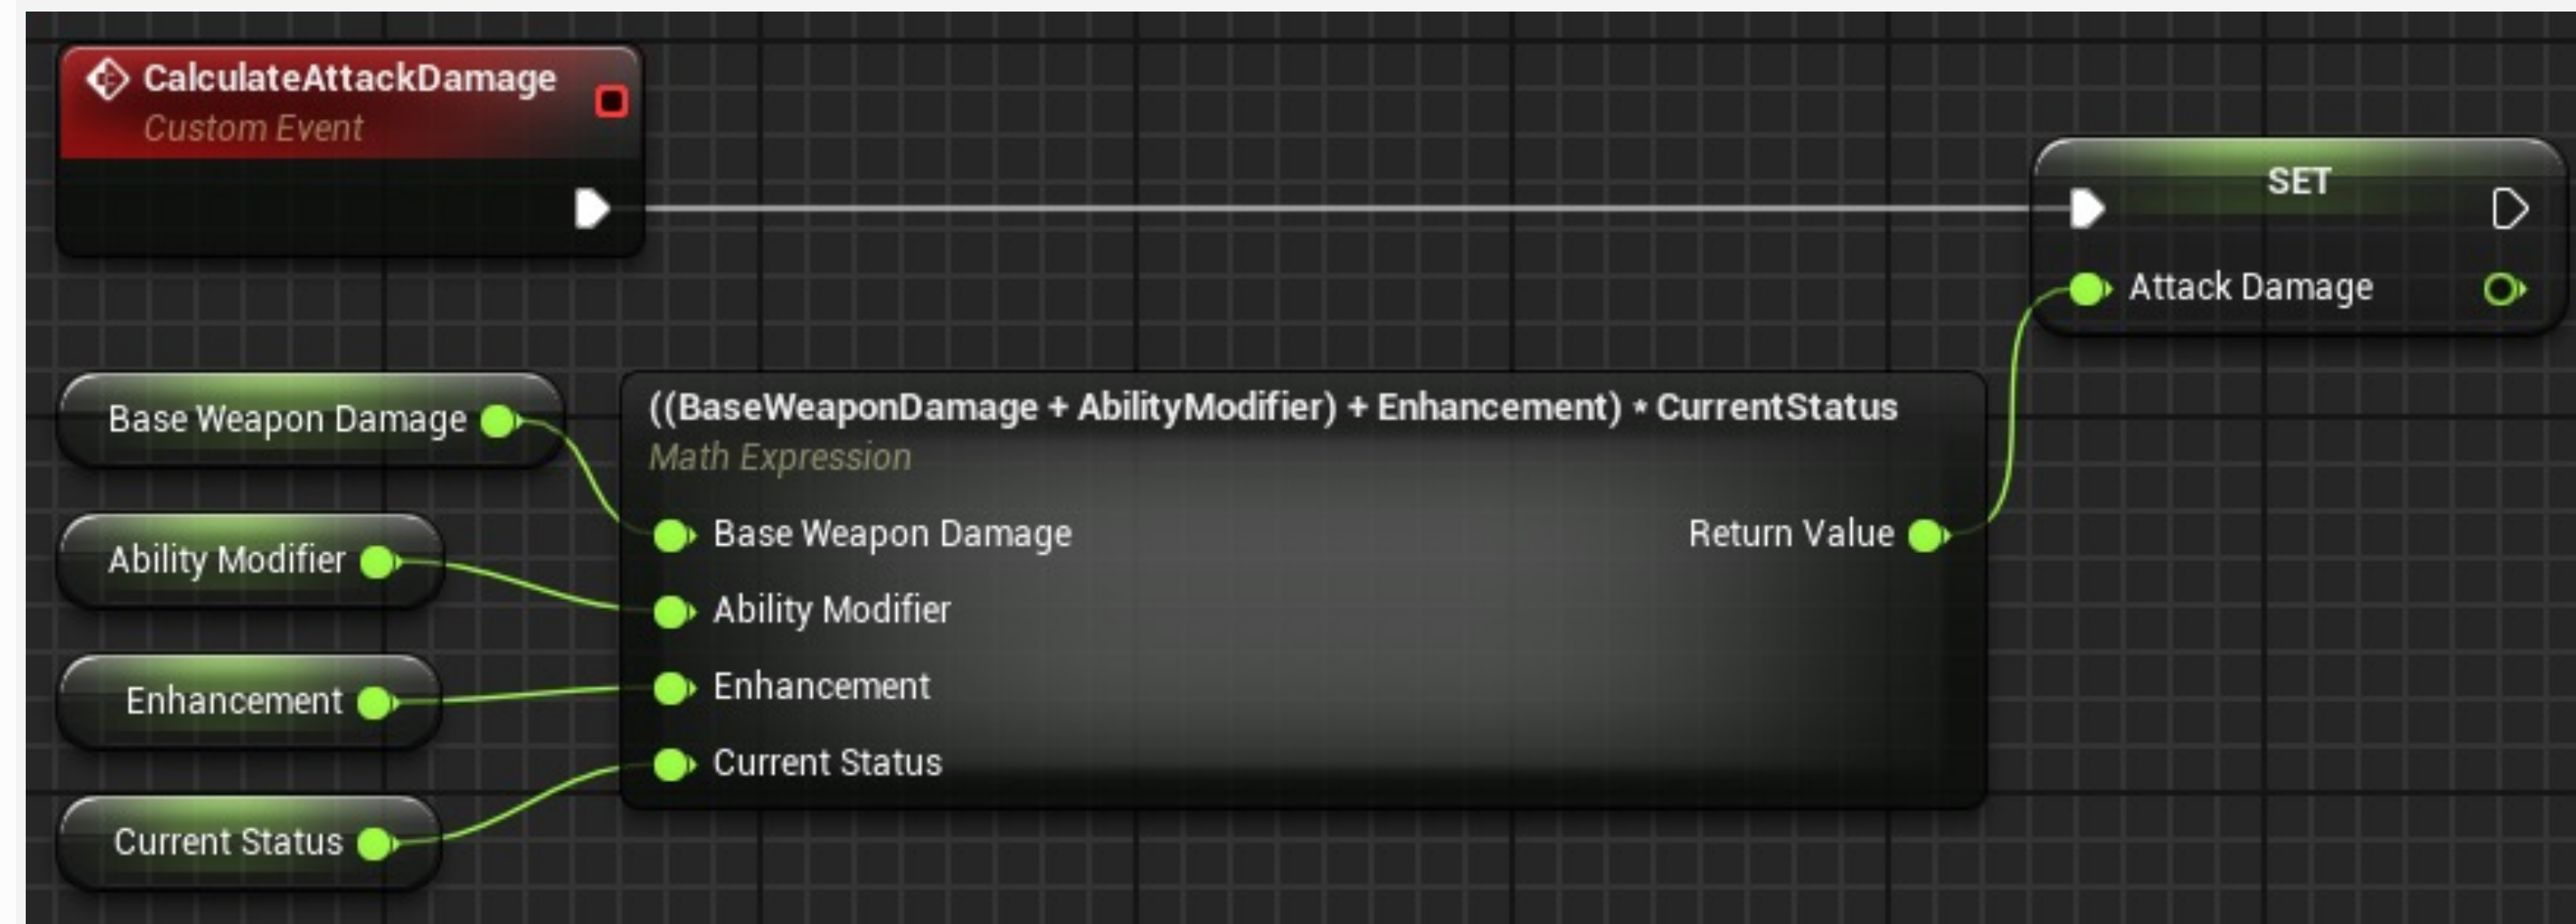 CalculateAttackDamage
Custom Event
SET
Attack Damage
Base Weapon Damage
Ability Modifier
Enhancement
Current Status
((BaseWeaponDamage + AbilityModifier) + Enhancement) * CurrentStatus
Math Expression
Base Weapon Damage
Return Value
Ability Modifier
Enhancement
Current Status